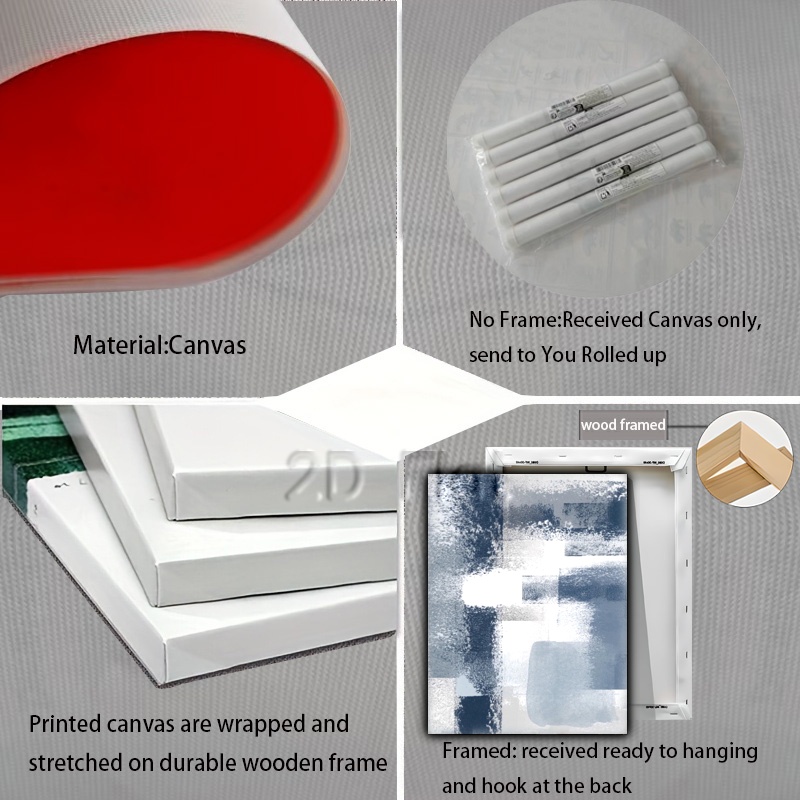 Material:Canvas
No Frame:Received Canvas only,
send to You Rolled up
2D
wood framed
Printed canvas are wrapped and
stretched on durable wooden frame
Framed: received ready to hanging
and hook at the back